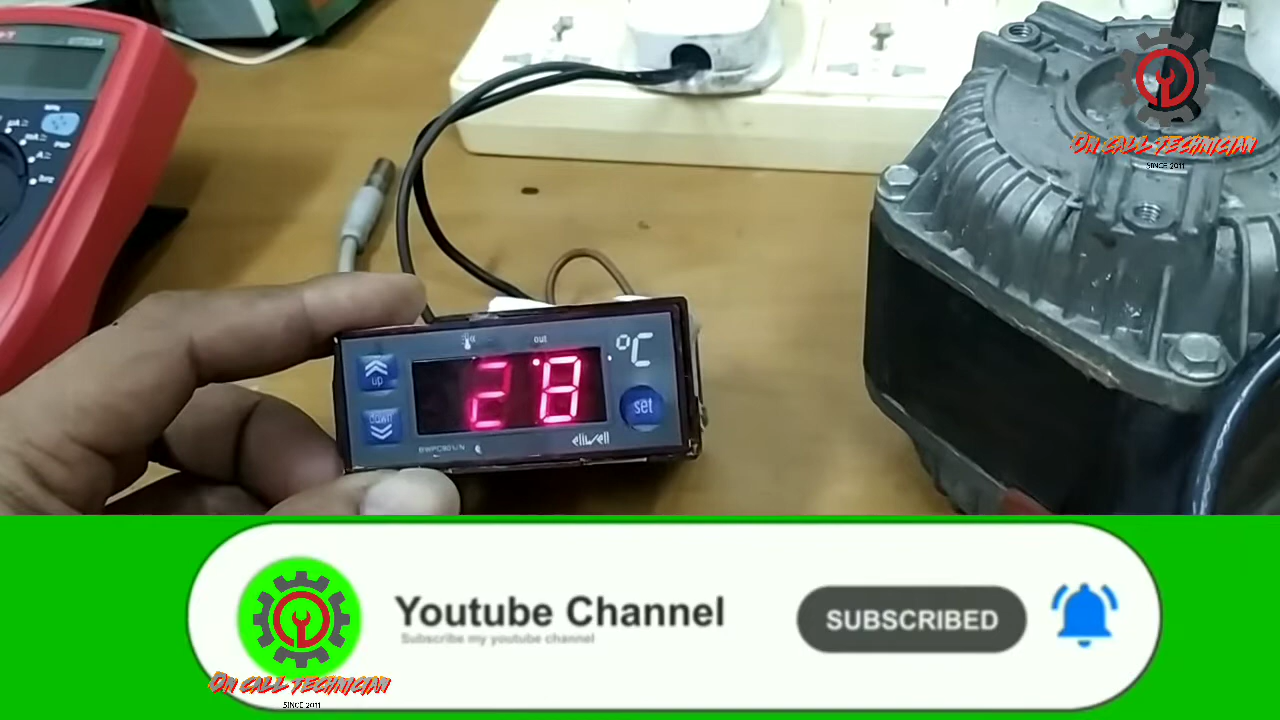 ON CALL TECHNICIAN
SINCE 2011
out
°C
up
28
set
down
eliwell
Youtube Channel
Subscribe my youtube channel
SUBSCRIBED
ON CALL TECHNICIAN
SINCE 2011